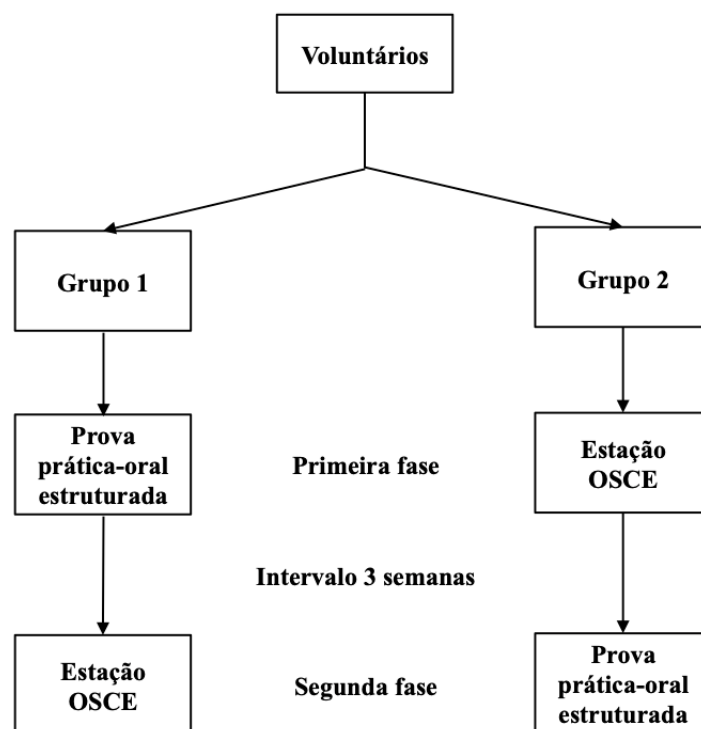 Voluntários
Grupo 1
Grupo 2
Prova
prática-oral
estruturada
Primeira fase
Estação
OSCE
Intervalo 3 semanas
Estação
OSCE
Segunda fase
Prova
prática-oral
estruturada